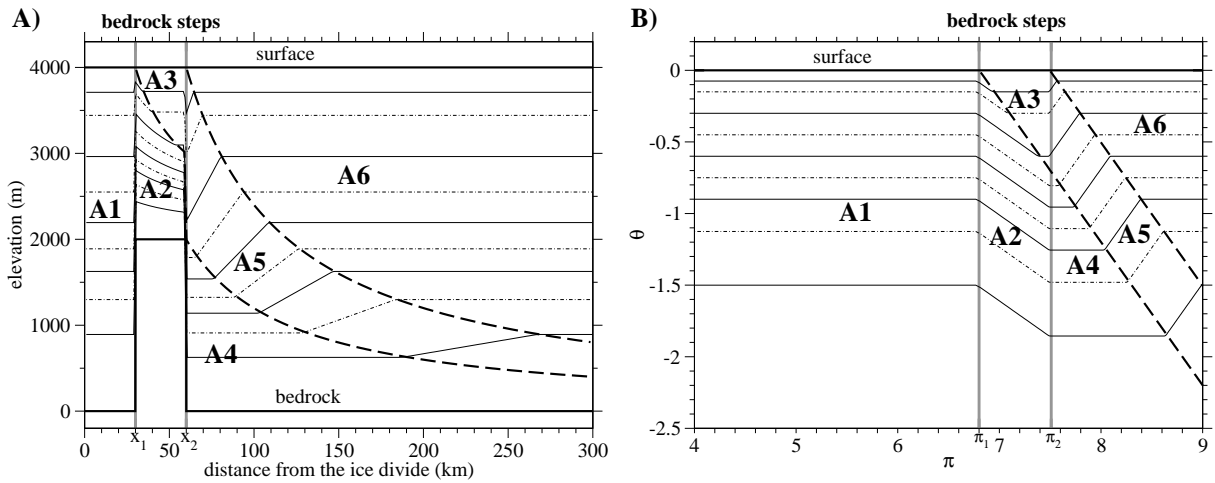 A)
bedrock steps
surface
4000
3000
2000
1000
0
elevation (m)
A1
A2
A3
A4
A5
A6
bedrock
0
x1
50
x2
100
150
200
250
300
distance from the ice divide (km)
B)
bedrock steps
surface
0
-0.5
-1
-1.5
-2
-2.5
θ
A1
A2
A3
A4
A5
A6
4
5
6
π1
7
π2
8
9
π